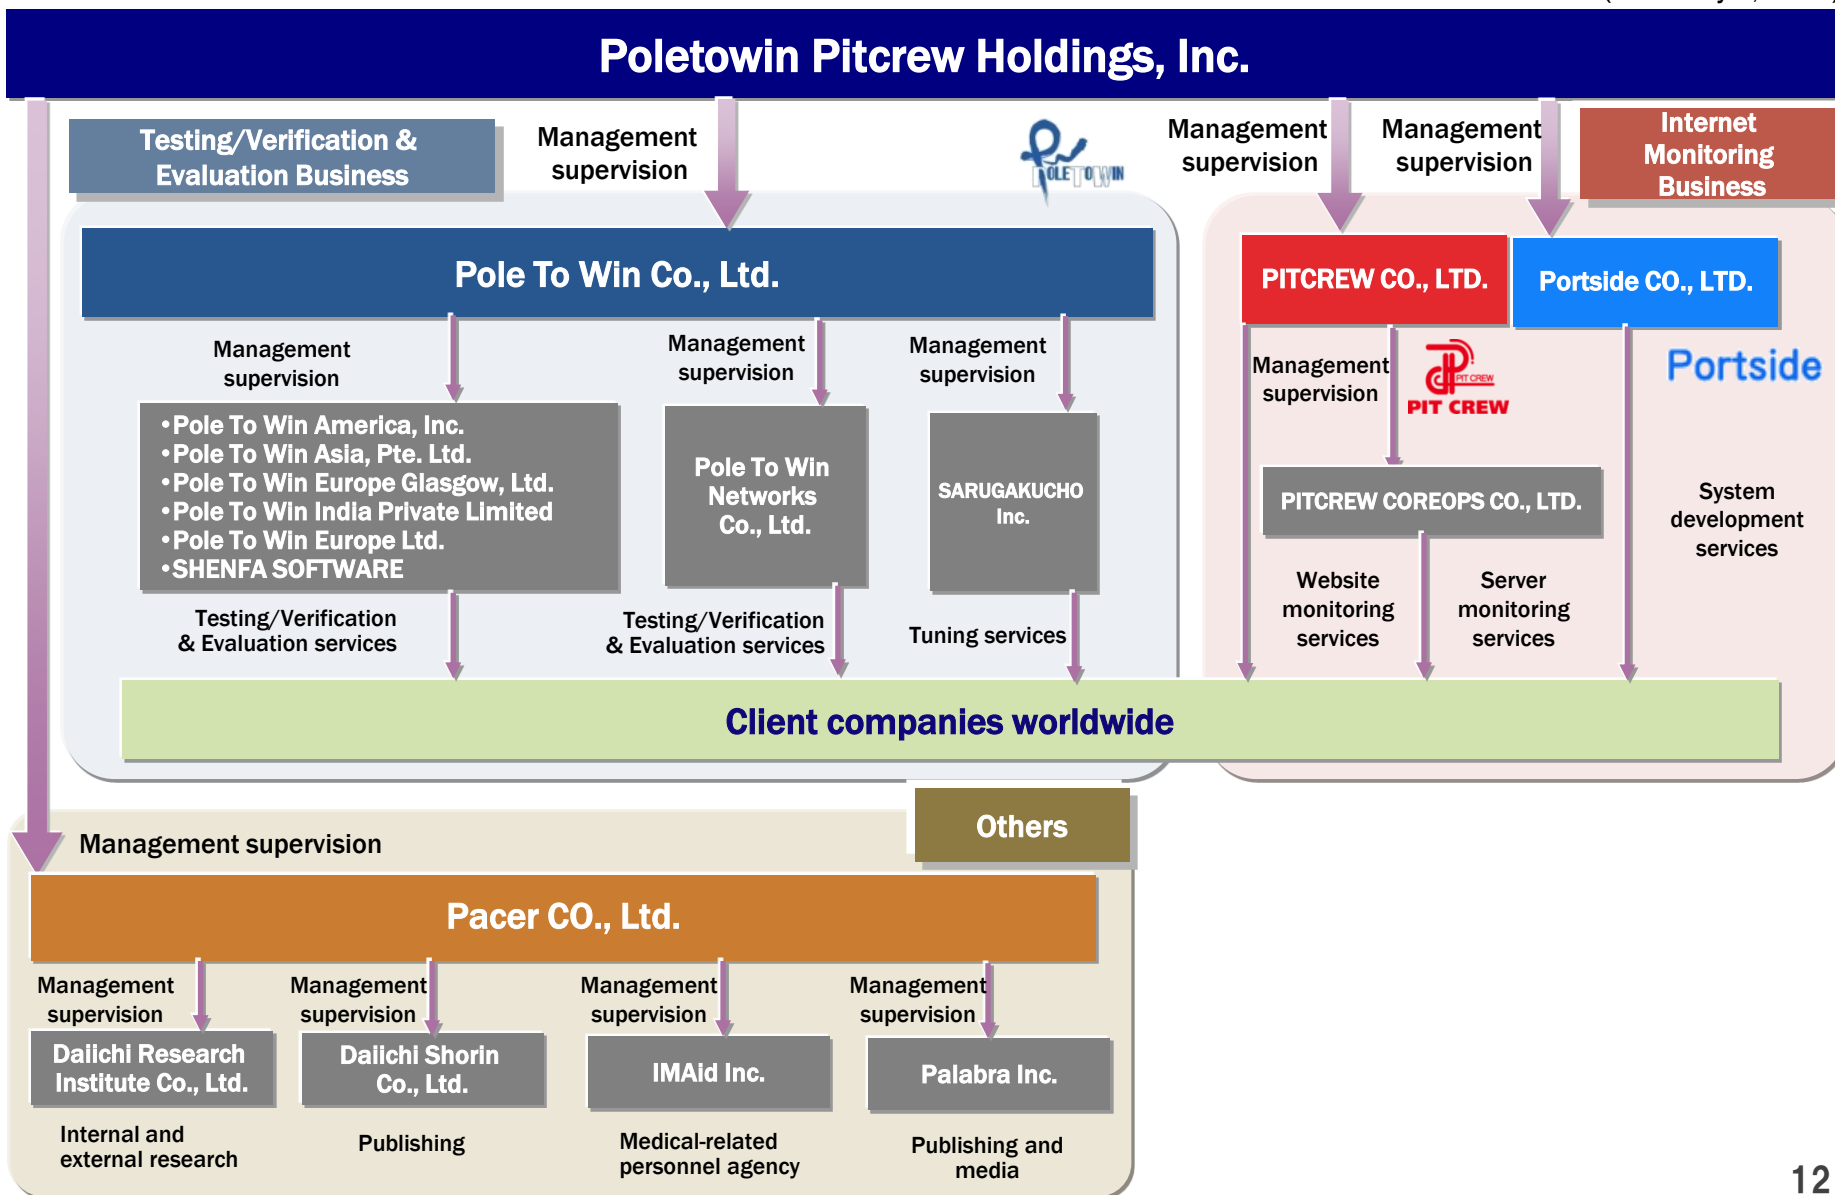 Poletowin Pitcrew Holdings, Inc.
Testing/Verification &
Evaluation Business
Management
supervision
POLETOWIN
Management
supervision
Management
supervision
Internet
Monitoring
Business
Pole To Win Co., Ltd.
PITCREW CO., LTD.
Portside CO., LTD.
Management
supervision
Management
supervision
Management
supervision
Management
supervision
PIT CREW
PIT CREW
Portside
•Pole To Win America, Inc.
•Pole To Win Asia, Pte. Ltd.
•Pole To Win Europe Glasgow, Ltd.
•Pole To Win India Private Limited
•Pole To Win Europe Ltd.
•SHENFA SOFTWARE
Pole To Win
Networks
Co., Ltd.
SARUGAKUCHO
Inc.
PITCREW COREOPS CO., LTD.
System
development
services
Testing/Verification
& Evaluation services
Testing/Verification
& Evaluation services
Tuning services
Website
monitoring
services
Server
monitoring
services
Client companies worldwide
Others
Management supervision
Pacer CO., Ltd.
Management
supervision
Management
supervision
Management
supervision
Management
supervision
Daiichi Research
Institute Co., Ltd.
Daiichi Shorin
Co., Ltd.
IMAid Inc.
Palabra Inc.
Internal and
external research
Publishing
Medical-related
personnel agency
Publishing and
media
12